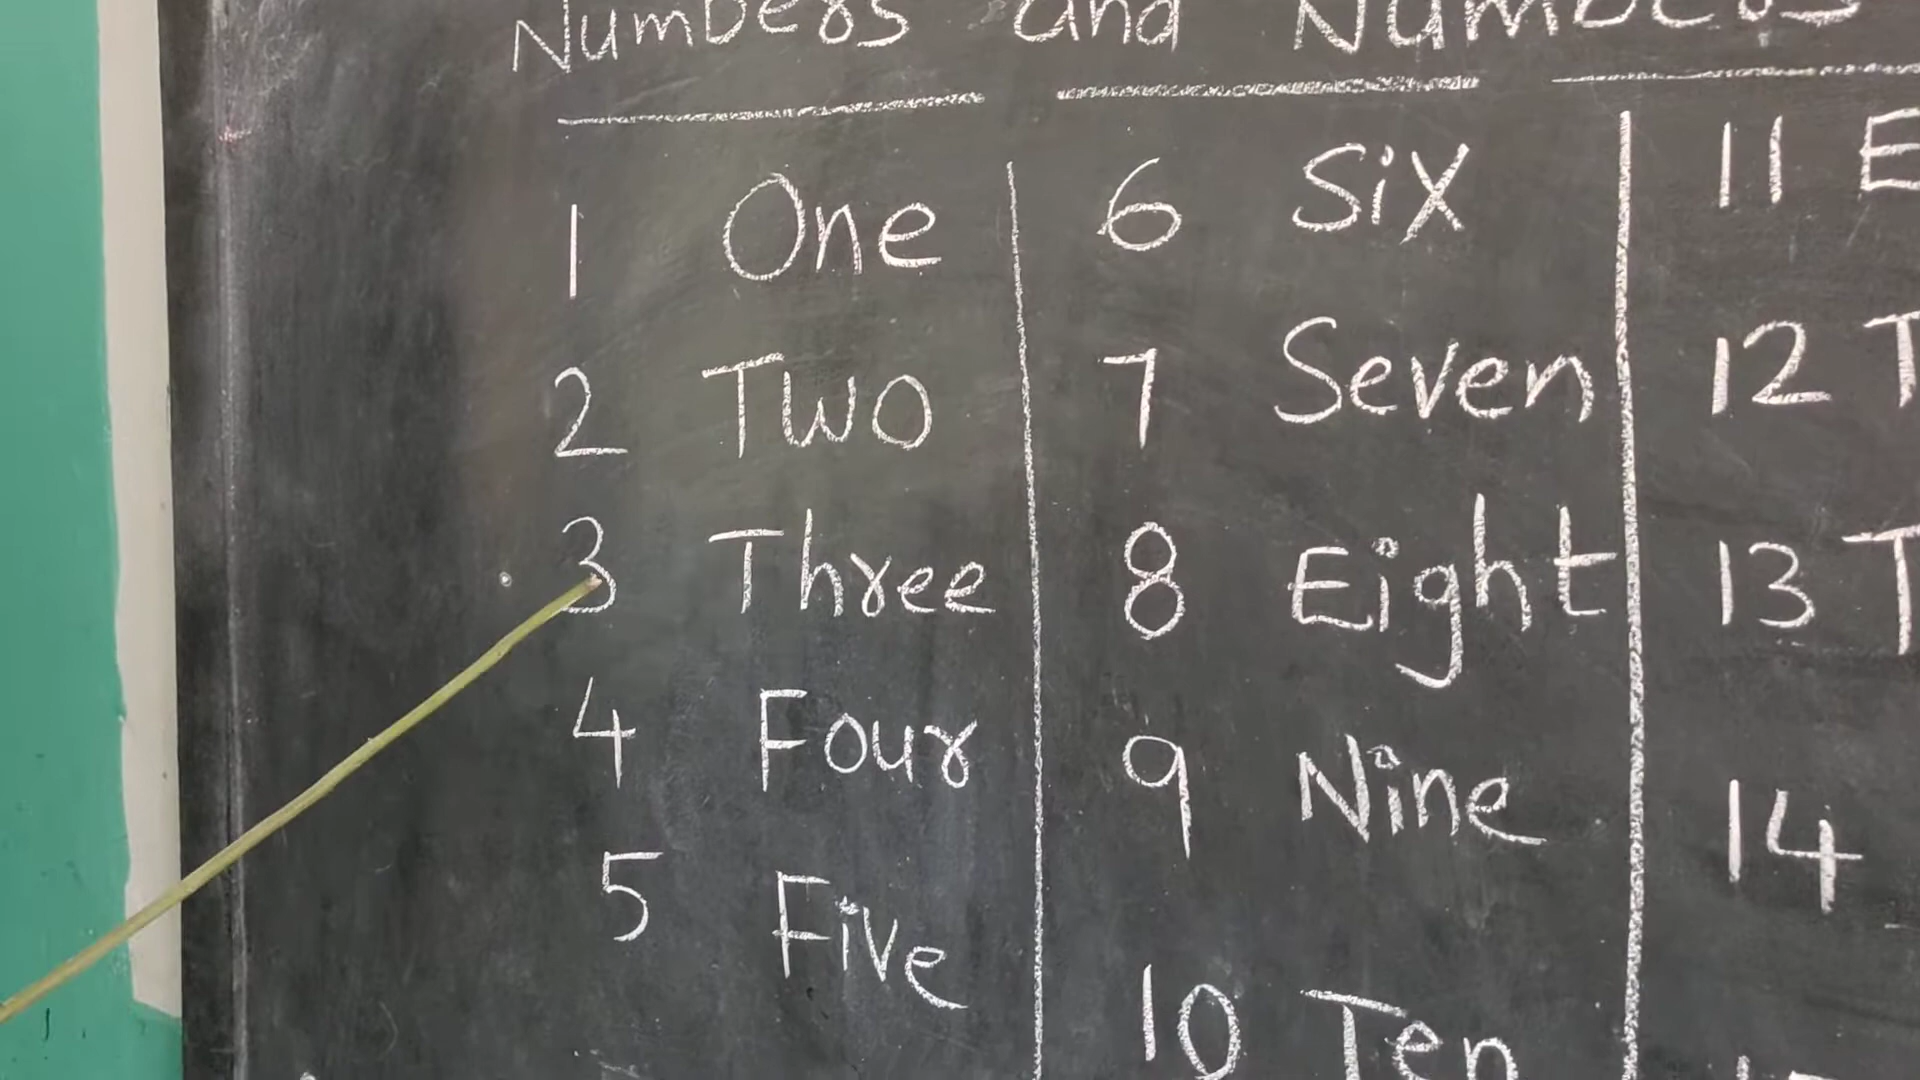 Numbers and Numbers
1 One
2 Two
3 Three
4 Four
5 Five
6 Six
7 Seven
8 Eight
9 Nine
10 Ten
11 E
12 T
13 T
14